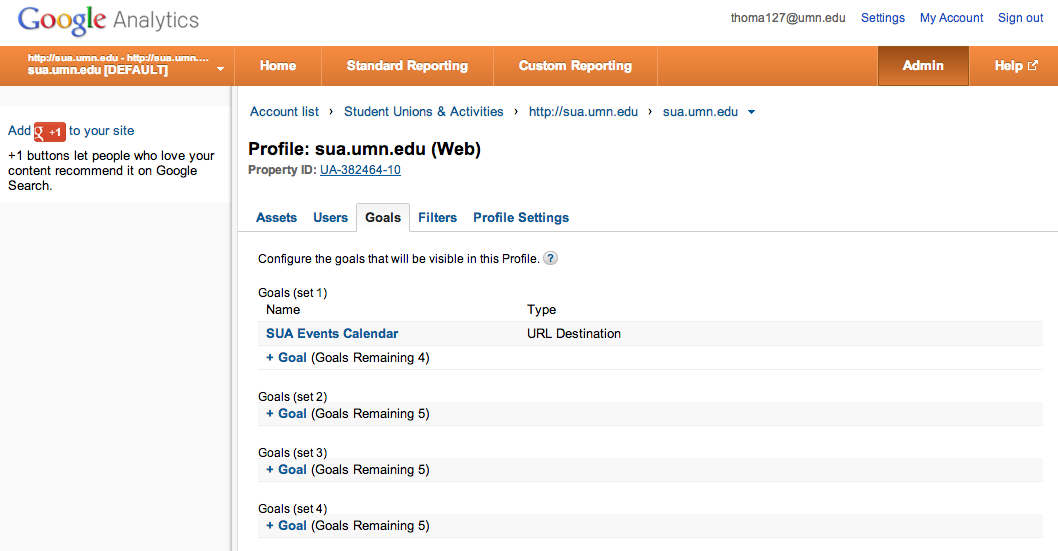 Google Analytics
thoma127@umn.edu Settings My Account Sign out
http://sua.umn.edu - http://sua.umn....
sua.umn.edu [DEFAULT]
Home Standard Reporting Custom Reporting Admin Help
Account list › Student Unions & Activities › http://sua.umn.edu › sua.umn.edu
Add g +1 to your site
+1 buttons let people who love your
content recommend it on Google
Search.
Profile: sua.umn.edu (Web)
Property ID: UA-382464-10
Assets Users Goals Filters Profile Settings
Configure the goals that will be visible in this Profile. ?
Goals (set 1)
Name Type
SUA Events Calendar URL Destination
+ Goal (Goals Remaining 4)
Goals (set 2)
+ Goal (Goals Remaining 5)
Goals (set 3)
+ Goal (Goals Remaining 5)
Goals (set 4)
+ Goal (Goals Remaining 5)